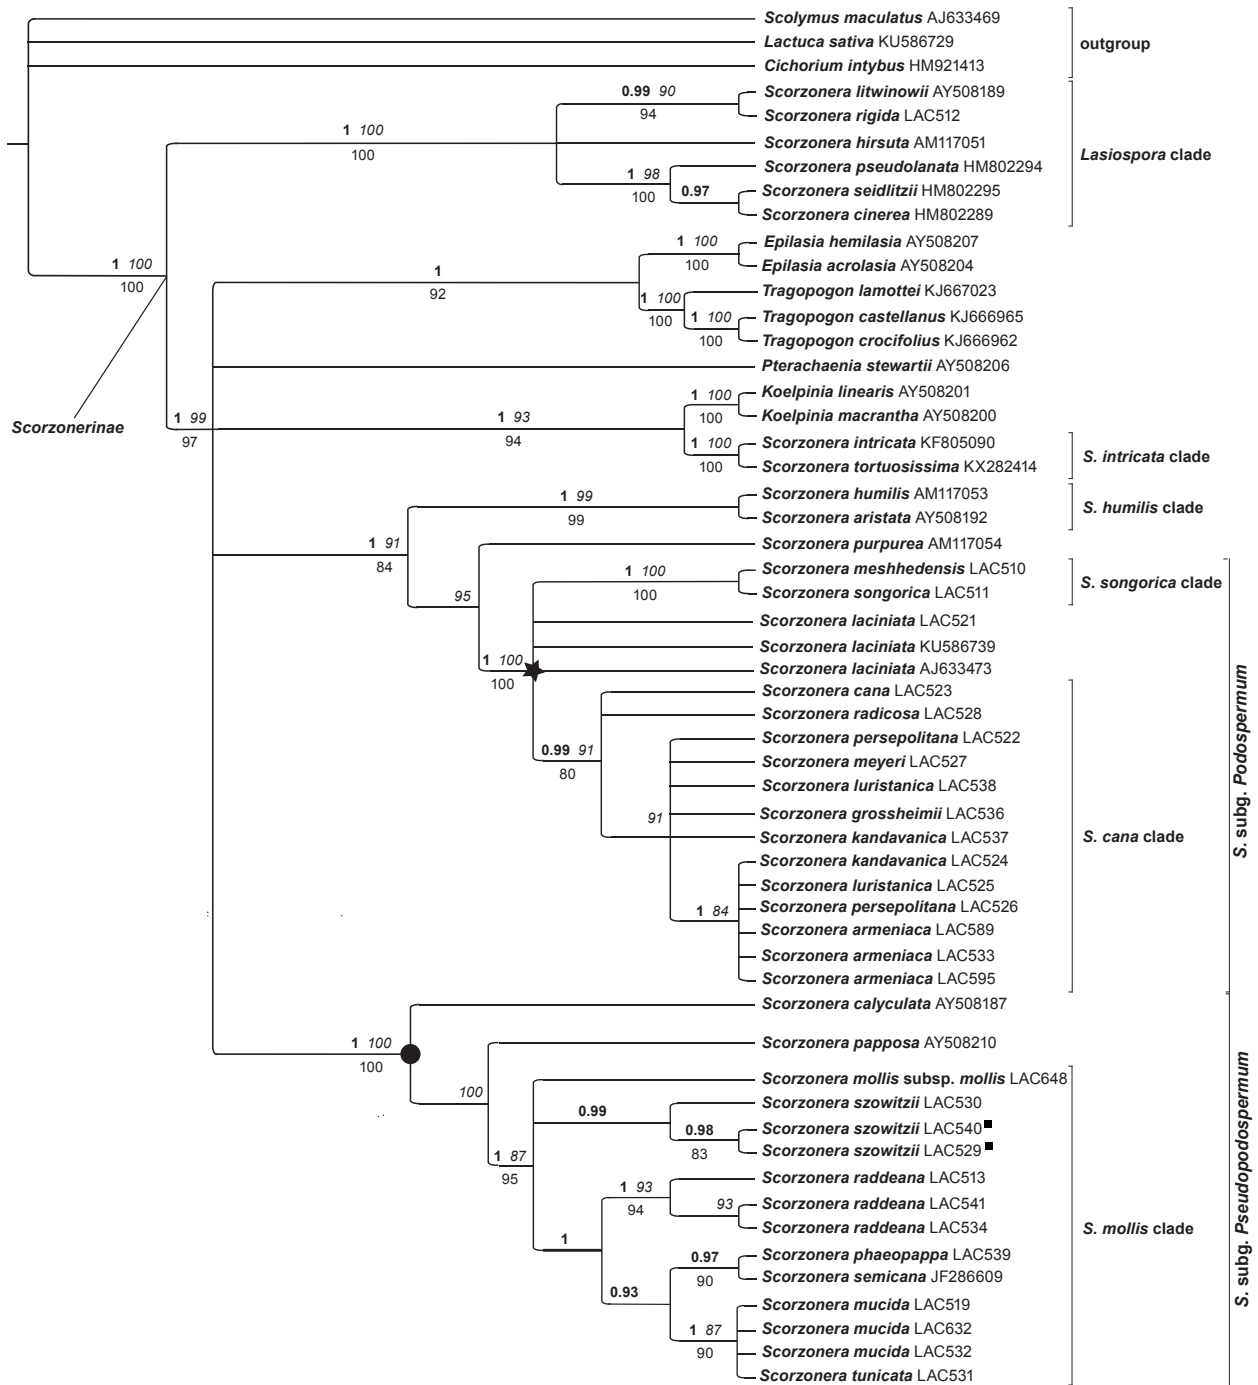 Scolymus maculatus AJ633469
Lactuca sativa KU586729
Cichorium intybus HM921413
outgroup
Scorzonera litwinowii AY508189
Scorzonera rigida LAC512
Scorzonera hirsuta AM117051
Scorzonera pseudolanata HM802294
Scorzonera seidlitzii HM802295
Scorzonera cinerea HM802289
Lasiospora clade
0.99 90
94
1 100
100
1 98
100
0.97
Epilasia hemilasia AY508207
Epilasia acrolasia AY508204
Tragopogon lamottei KJ667023
Tragopogon castellanus KJ666965
Tragopogon crocifolius KJ666962
Pterachaenia stewartii AY508206
1 100
100
1 100
100
1
92
1 100
100
1 100
100
Scorzonerinae
Koelpinia linearis AY508201
Koelpinia macrantha AY508200
Scorzonera intricata KF805090
Scorzonera tortuosissima KX282414
S. intricata clade
1 99
97
1 93
94
1 100
100
1 100
100
Scorzonera humilis AM117053
Scorzonera aristata AY508192
S. humilis clade
1 99
99
1 91
84
Scorzonera purpurea AM117054
95
Scorzonera meshhedensis LAC510
Scorzonera songorica LAC511
S. songorica clade
1 100
100
Scorzonera laciniata LAC521
Scorzonera laciniata KU586739
Scorzonera laciniata AJ633473
1 100
100
Scorzonera cana LAC523
Scorzonera radicosa LAC528
Scorzonera persepolitana LAC522
Scorzonera meyeri LAC527
Scorzonera luristanica LAC538
Scorzonera grossheimii LAC536
Scorzonera kandavanica LAC537
Scorzonera kandavanica LAC524
Scorzonera luristanica LAC525
Scorzonera persepolitana LAC526
Scorzonera armeniaca LAC589
Scorzonera armeniaca LAC533
Scorzonera armeniaca LAC595
S. cana clade
0.99 91
80
91
1 84
S. subg. Podospermum
Scorzonera calyculata AY508187
Scorzonera papposa AY508210
1 100
100
100
Scorzonera mollis subsp. mollis LAC648
Scorzonera szowitzii LAC530
Scorzonera szowitzii LAC540
Scorzonera szowitzii LAC529
Scorzonera raddeana LAC513
Scorzonera raddeana LAC541
Scorzonera raddeana LAC534
Scorzonera phaeopappa LAC539
Scorzonera semicana JF286609
Scorzonera mucida LAC519
Scorzonera mucida LAC632
Scorzonera mucida LAC532
Scorzonera tunicata LAC531
S. mollis clade
0.99
0.98
83
1 87
95
1 93
94
93
1
0.97
90
0.93
1 87
90
S. subg. Pseudopodospermum